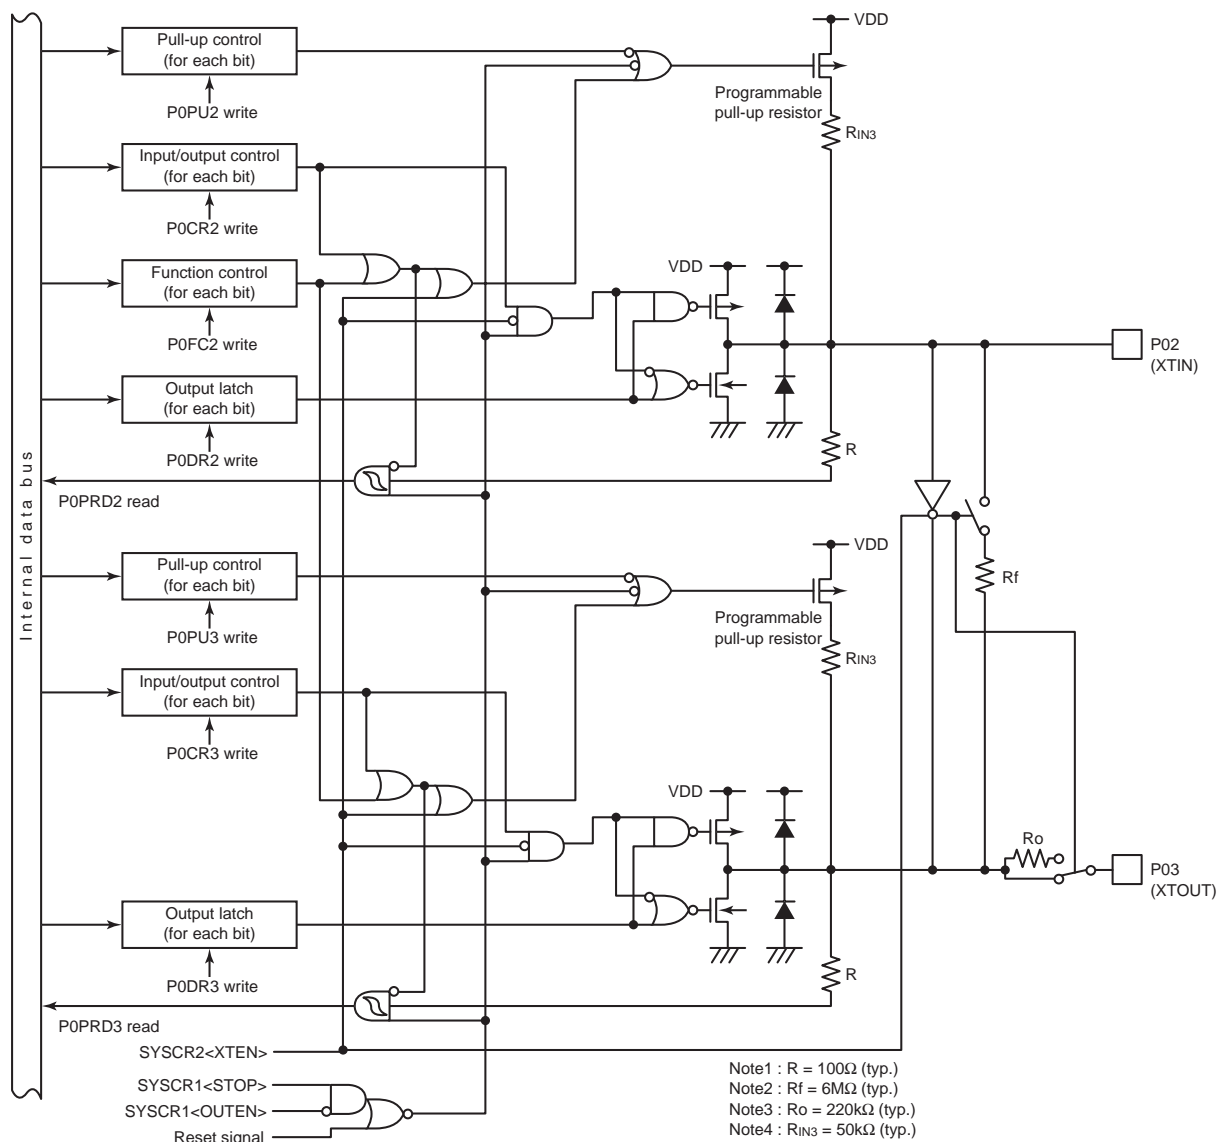 VDD
Pull-up control
(for each bit)
P0PU2 write
Programmable
pull-up resistor
RIN3
Input/output control
(for each bit)
P0CR2 write
Function control
(for each bit)
P0FC2 write
VDD
P02
(XTIN)
Output latch
(for each bit)
P0DR2 write
R
P0PRD2 read
Internal data bus
VDD
Pull-up control
(for each bit)
P0PU3 write
Rf
Programmable
pull-up resistor
RIN3
Input/output control
(for each bit)
P0CR3 write
VDD
Ro
P03
(XTOUT)
Output latch
(for each bit)
P0DR3 write
R
P0PRD3 read
SYSCR2<XTEN>
SYSCR1<STOP>
SYSCR1<OUTEN>
Reset signal
Note1 : R = 100Ω (typ.)
Note2 : Rf = 6MΩ (typ.)
Note3 : Ro = 220kΩ (typ.)
Note4 : RIN3 = 50kΩ (typ.)